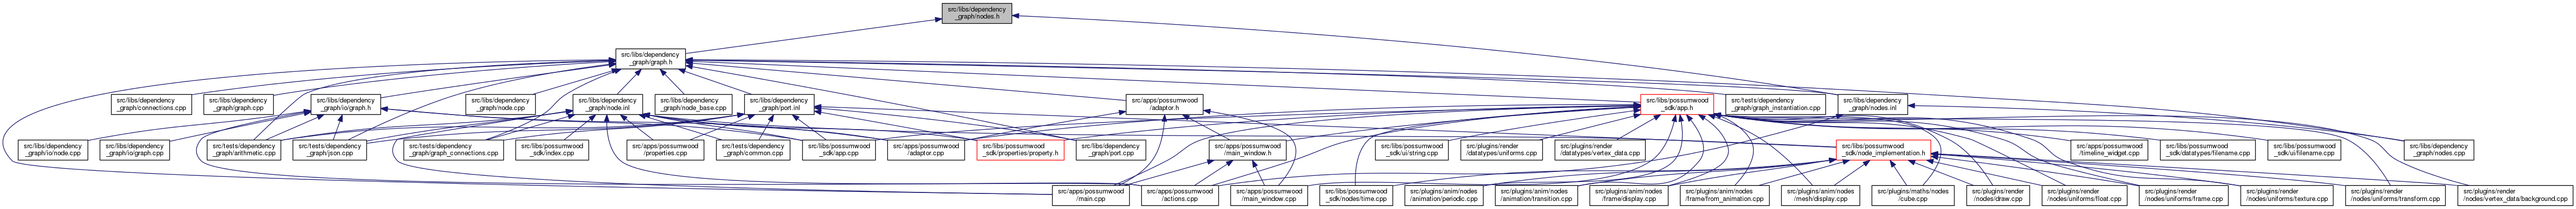 src/libs/dependency
_graph/nodes.h
src/libs/dependency
_graph/graph.h
src/libs/dependency
_graph/connections.cpp
src/libs/dependency
_graph/graph.cpp
src/libs/dependency
_graph/io/graph.h
src/libs/dependency
_graph/node.cpp
src/libs/dependency
_graph/node.inl
src/libs/dependency
_graph/node_base.cpp
src/libs/dependency
_graph/port.inl
src/apps/possumwood
/adaptor.h
src/libs/possumwood
_sdk/app.h
src/tests/dependency
_graph/graph_instantiation.cpp
src/libs/dependency
_graph/nodes.inl
src/libs/dependency
_graph/io/node.cpp
src/libs/dependency
_graph/io/graph.cpp
src/tests/dependency
_graph/arithmetic.cpp
src/tests/dependency
_graph/json.cpp
src/tests/dependency
_graph/graph_connections.cpp
src/libs/possumwood
_sdk/index.cpp
src/apps/possumwood
/properties.cpp
src/tests/dependency
_graph/common.cpp
src/libs/possumwood
_sdk/app.cpp
src/apps/possumwood
/adaptor.cpp
src/libs/possumwood
_sdk/properties/property.h
src/libs/dependency
_graph/port.cpp
src/apps/possumwood
/main_window.h
src/libs/possumwood
_sdk/ui/string.cpp
src/plugins/render
/datatypes/uniforms.cpp
src/plugins/render
/datatypes/vertex_data.cpp
src/libs/possumwood
_sdk/node_implementation.h
src/apps/possumwood
/timeline_widget.cpp
src/libs/possumwood
_sdk/datatypes/filename.cpp
src/libs/possumwood
_sdk/ui/filename.cpp
src/libs/dependency
_graph/nodes.cpp
src/apps/possumwood
/main.cpp
src/apps/possumwood
/actions.cpp
src/apps/possumwood
/main_window.cpp
src/libs/possumwood
_sdk/nodes/time.cpp
src/plugins/anim/nodes
/animation/periodic.cpp
src/plugins/anim/nodes
/animation/transition.cpp
src/plugins/anim/nodes
/frame/display.cpp
src/plugins/anim/nodes
/frame/from_animation.cpp
src/plugins/anim/nodes
/mesh/display.cpp
src/plugins/maths/nodes
/cube.cpp
src/plugins/render
/nodes/draw.cpp
src/plugins/render
/nodes/uniforms/float.cpp
src/plugins/render
/nodes/uniforms/frame.cpp
src/plugins/render
/nodes/uniforms/texture.cpp
src/plugins/render
/nodes/uniforms/transform.cpp
src/plugins/render
/nodes/vertex_data/background.cpp